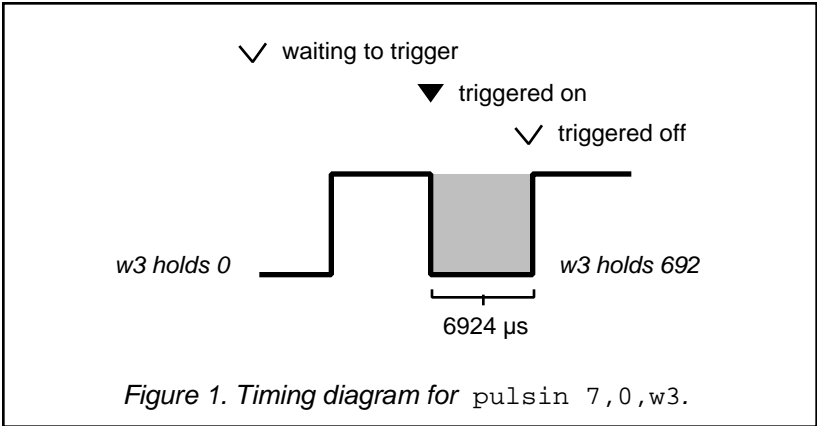 waiting to trigger
triggered on
triggered off
w3 holds 0
w3 holds 692
6924 µs
Figure 1. Timing diagram for pulsin 7,0,w3.